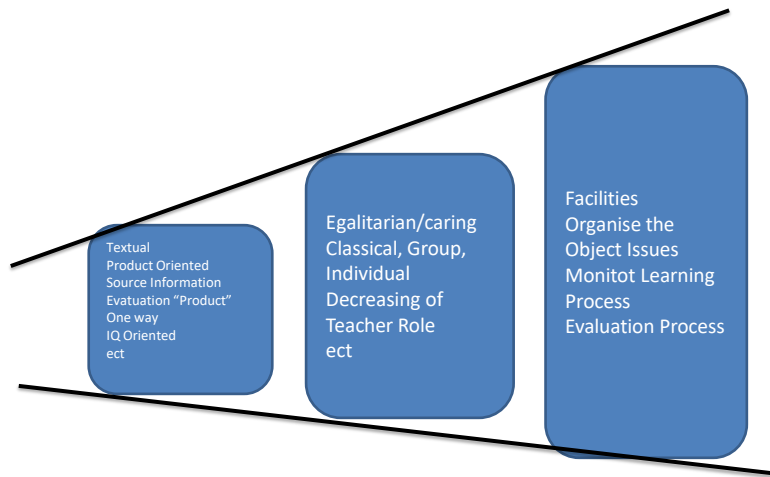 Textual
Product Oriented
Source Information
Evatuation “Product”
One way
IQ Oriented
ect
Egalitarian/caring
Classical, Group,
Individual
Decreasing of
Teacher Role
ect
Facilities
Organise the
Object Issues
Monitot Learning
Process
Evaluation Process